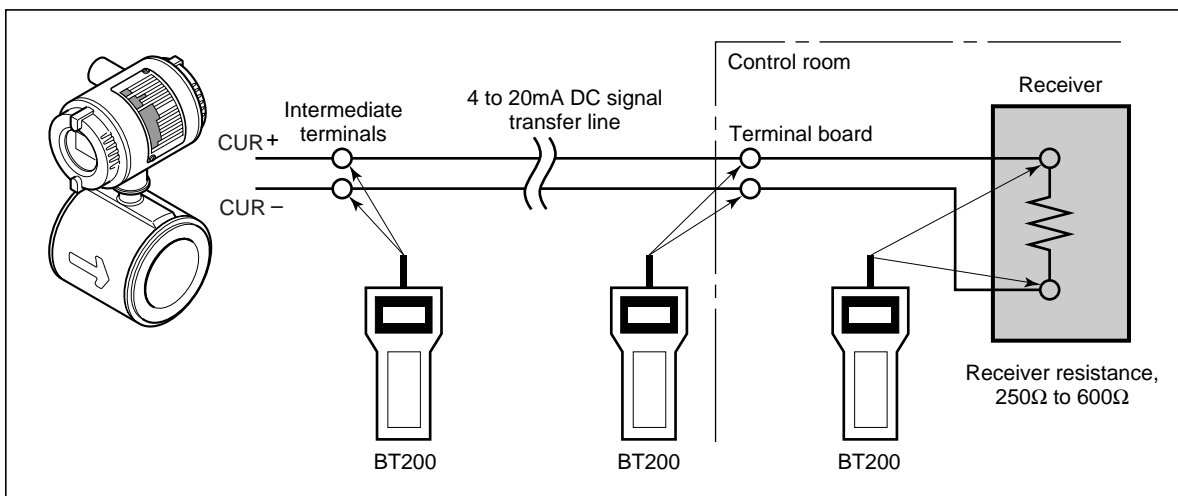 Control room
Receiver
4 to 20mA DC signal
transfer line
Intermediate
terminals
Terminal board
CUR+
CUR−
Receiver resistance,
250Ω to 600Ω
BT200
BT200
BT200